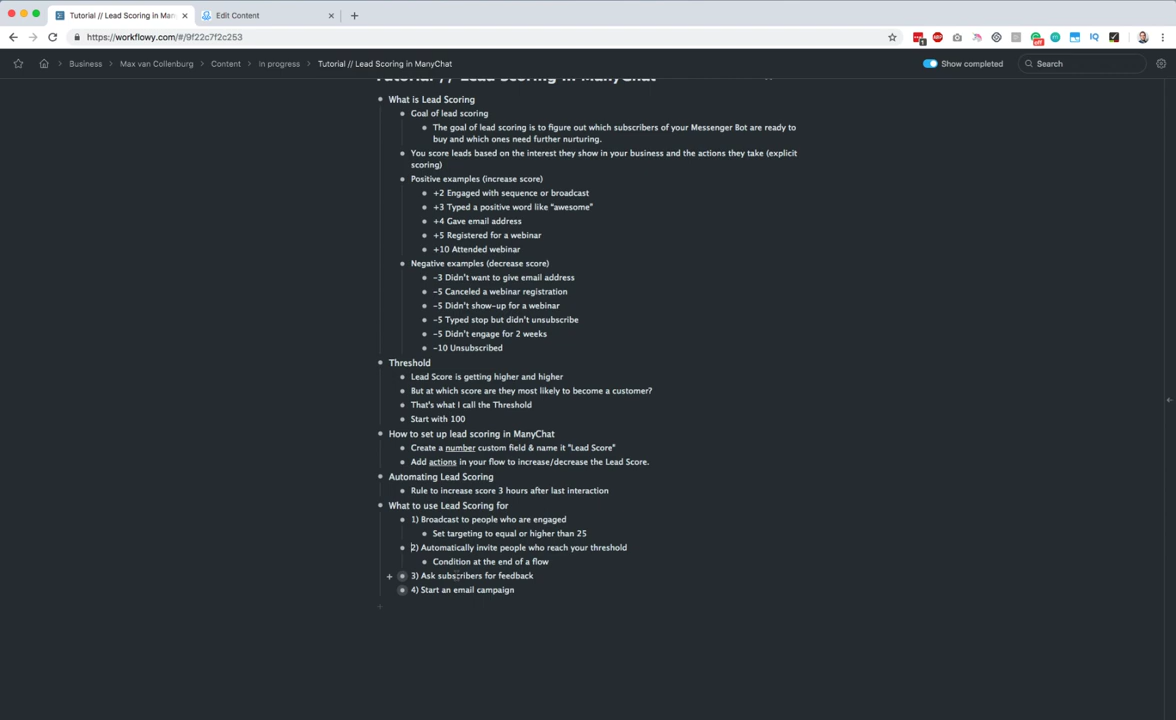 Tutorial // Lead Scoring in Man
Edit Content
https://workflowy.com/#/9f22c7f2c253
Business
Max van Collenburg
Content
In progress
Tutorial // Lead Scoring in ManyChat
Show completed
Search
Tutorial // Lead Scoring in ManyChat
What is Lead Scoring
Goal of lead scoring
The goal of lead scoring is to figure out which subscribers of your Messenger Bot are ready to
buy and which ones need further nurturing.
You score leads based on the interest they show in your business and the actions they take (explicit
scoring)
Positive examples (increase score)
+2 Engaged with sequence or broadcast
+3 Typed a positive word like “awesome”
+4 Gave email address
+5 Registered for a webinar
+10 Attended webinar
Negative examples (decrease score)
-3 Didn't want to give email address
-5 Canceled a webinar registration
-5 Didn't show-up for a webinar
-5 Typed stop but didn't unsubscribe
-5 Didn't engage for 2 weeks
-10 Unsubscribed
Threshold
Lead Score is getting higher and higher
But at which score are they most likely to become a customer?
That's what I call the Threshold
Start with 100
How to set up lead scoring in ManyChat
Create a number custom field & name it "Lead Score"
Add actions in your flow to increase/decrease the Lead Score.
Automating Lead Scoring
Rule to increase score 3 hours after last interaction
What to use Lead Scoring for
1) Broadcast to people who are engaged
Set targeting to equal or higher than 25
2) Automatically invite people who reach your threshold
Condition at the end of a flow
3) Ask subscribers for feedback
4) Start an email campaign